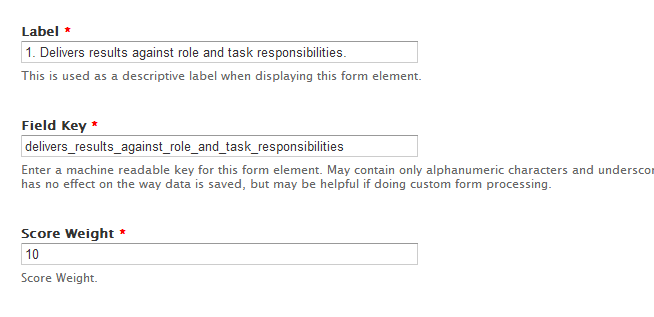 Label *
1. Delivers results against role and task responsibilities.
This is used as a descriptive label when displaying this form element.
Field Key *
delivers_results_against_role_and_task_responsibilities
Enter a machine readable key for this form element. May contain only alphanumeric characters and underscor
has no effect on the way data is saved, but may be helpful if doing custom form processing.
Score Weight *
10
Score Weight.